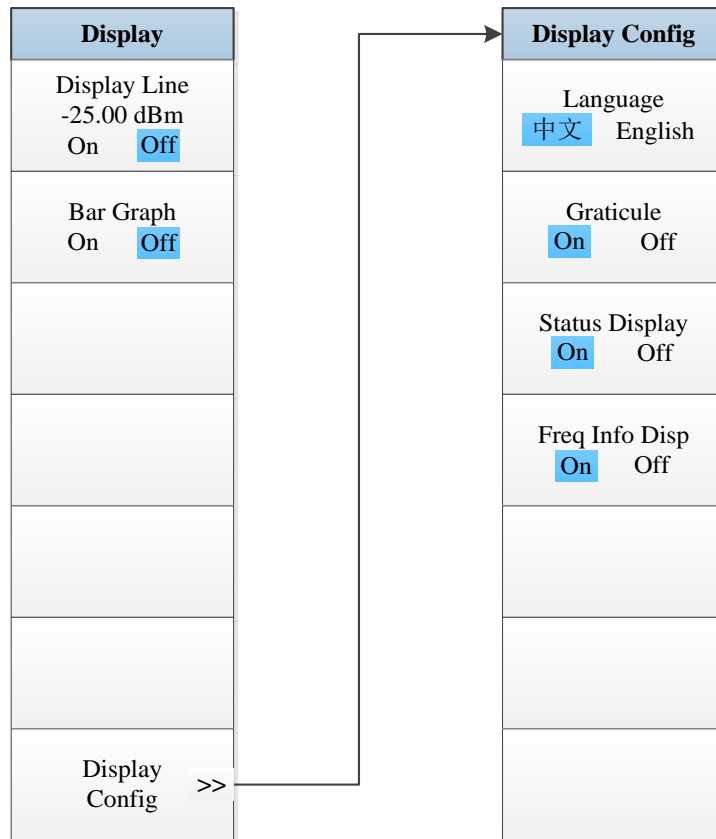 Display
Display Line
-25.00 dBm
On Off
Bar Graph
On Off
Display
Config >>
Display Config
Language
中文 English
Graticule
On Off
Status Display
On Off
Freq Info Disp
On Off